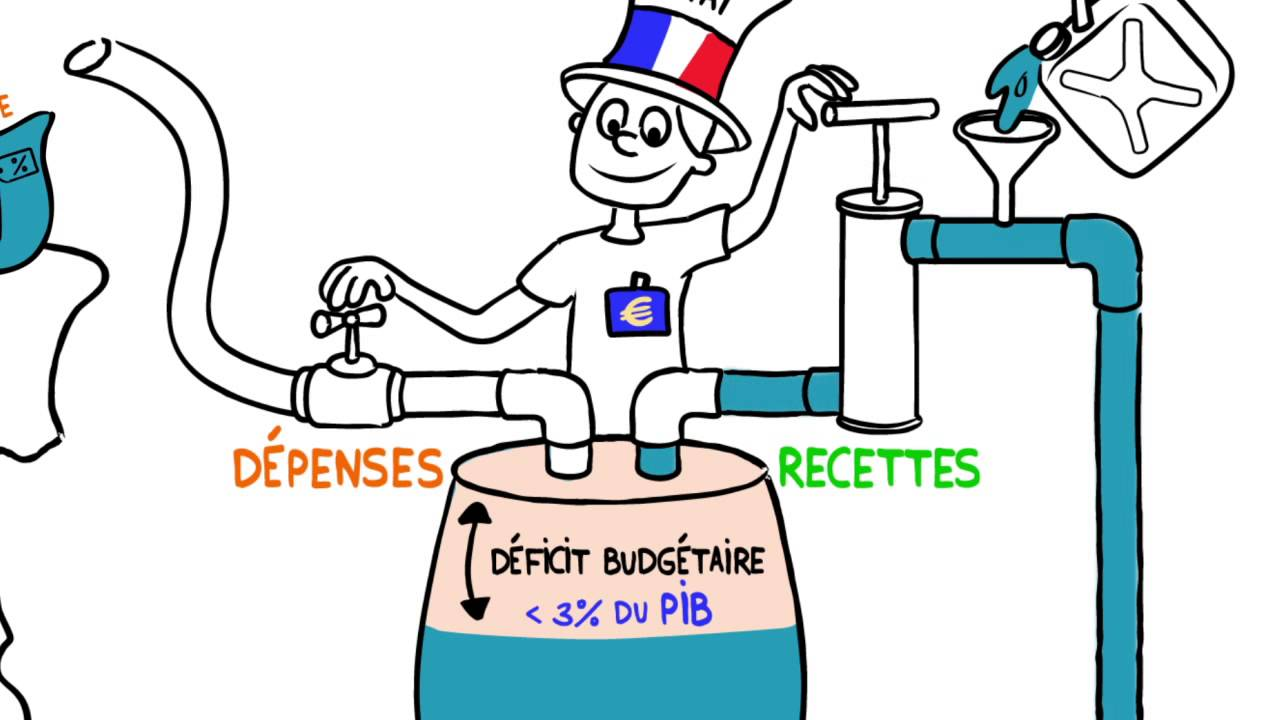 %
€
DÉPENSES
RECETTES
DÉFICIT BUDGÉTAIRE
< 3% DU PIB